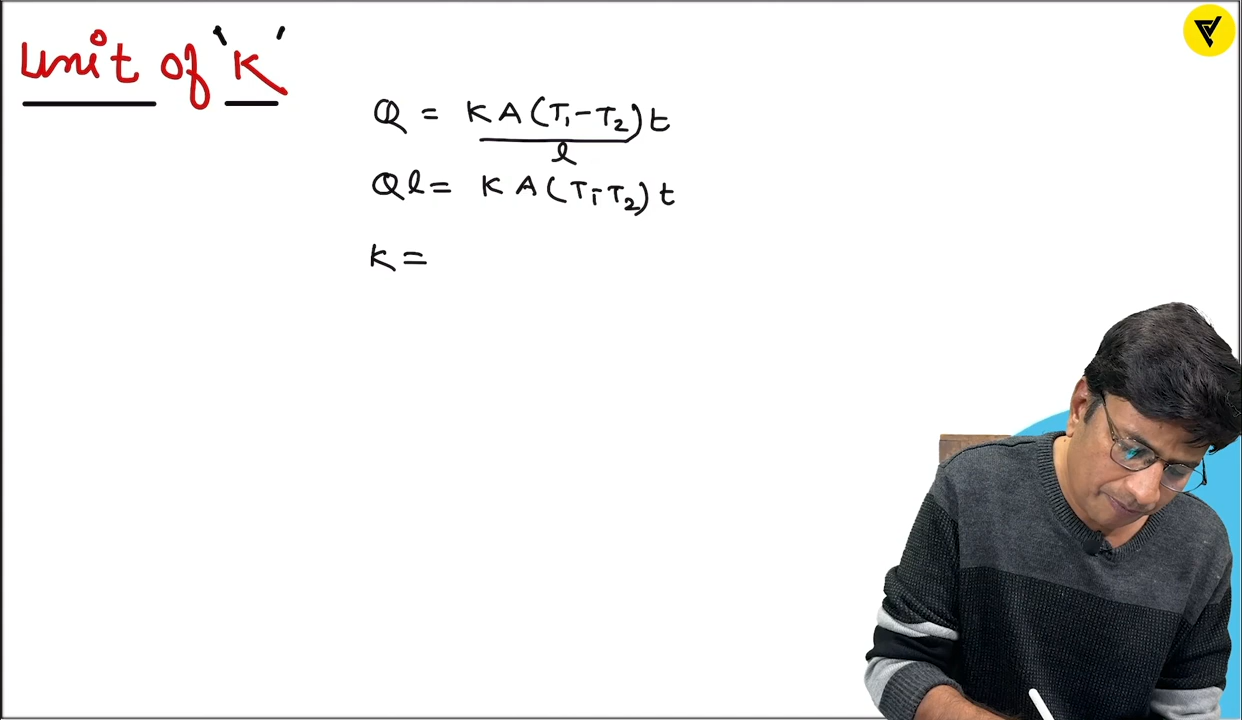 Unit of 'K'
Q = KA(T₁-T₂)t
l
Ql = KA(T₁-T₂)t
K =